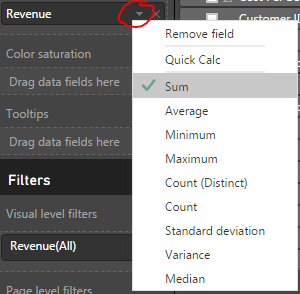 Revenue
Customer ID
Remove field
Color saturation
Quick Calc
Drag data fields here
Sum
Average
Tooltips
Minimum
Drag data fields here
Maximum
Filters
Count (Distinct)
Count
Visual level filters
Standard deviation
Revenue(All)
Variance
Median
Page level filters